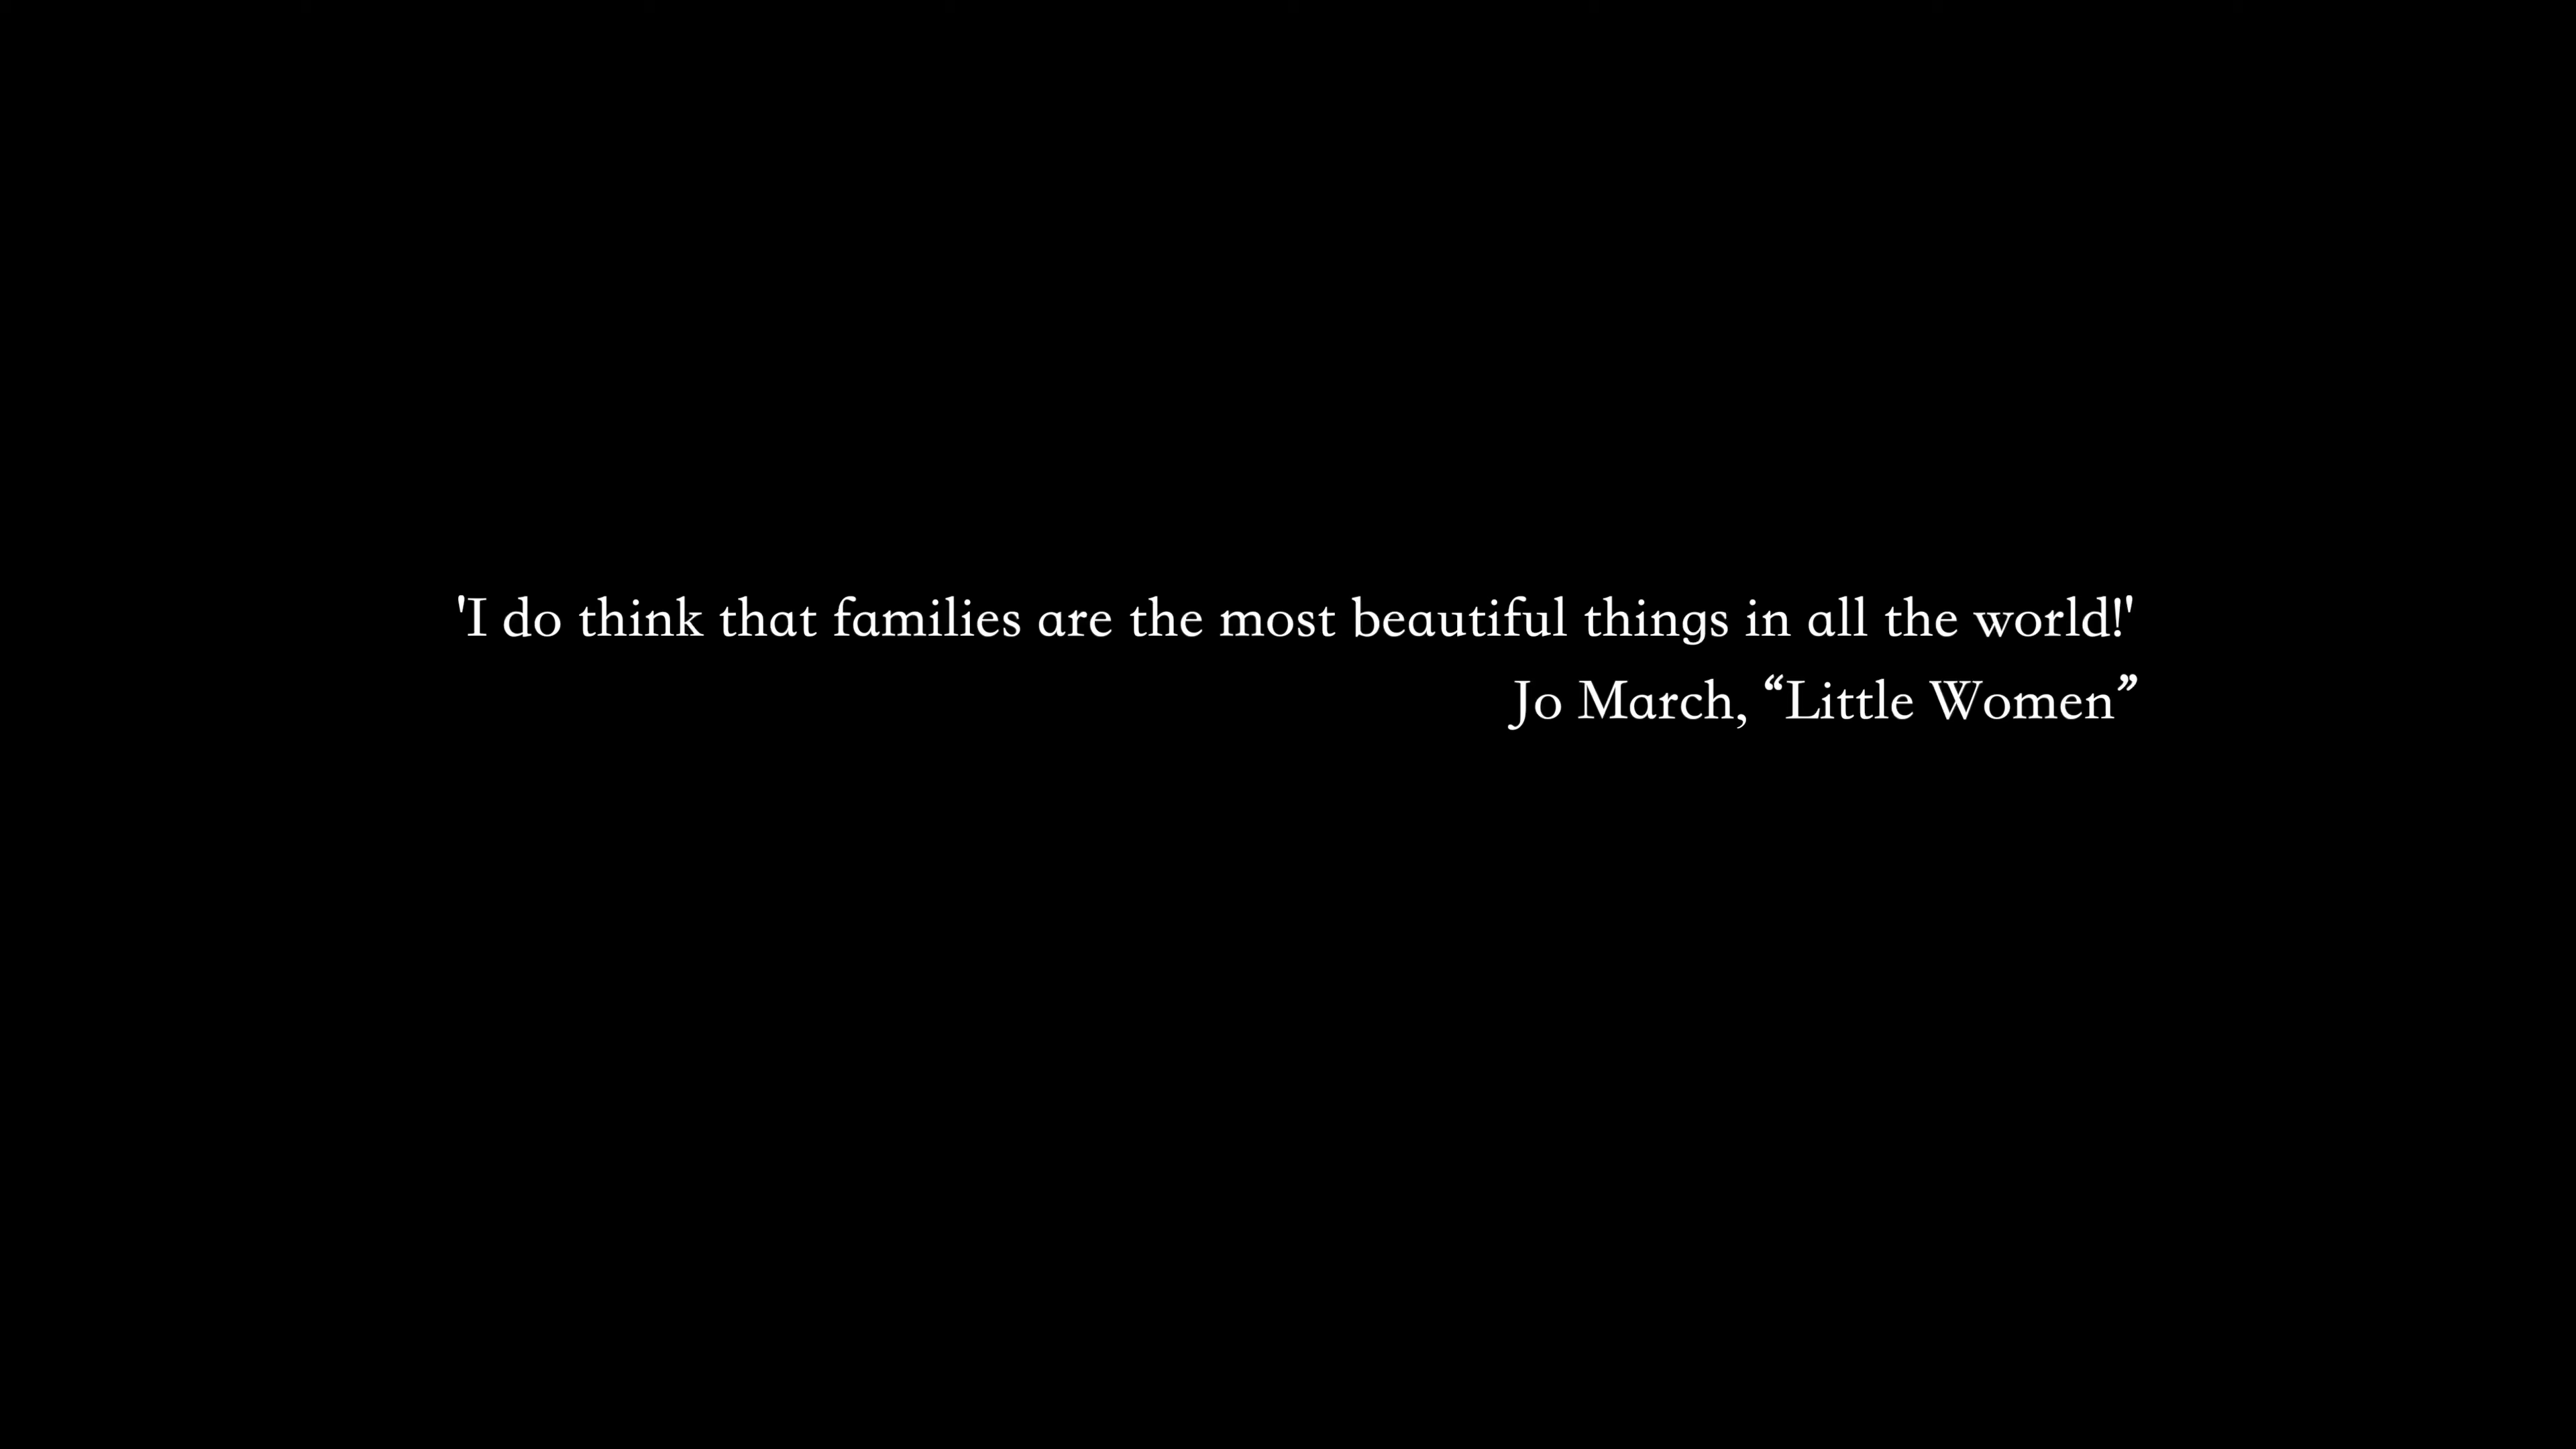 'I do think that families are the most beautiful things in all the world!'
Jo March, “Little Women”